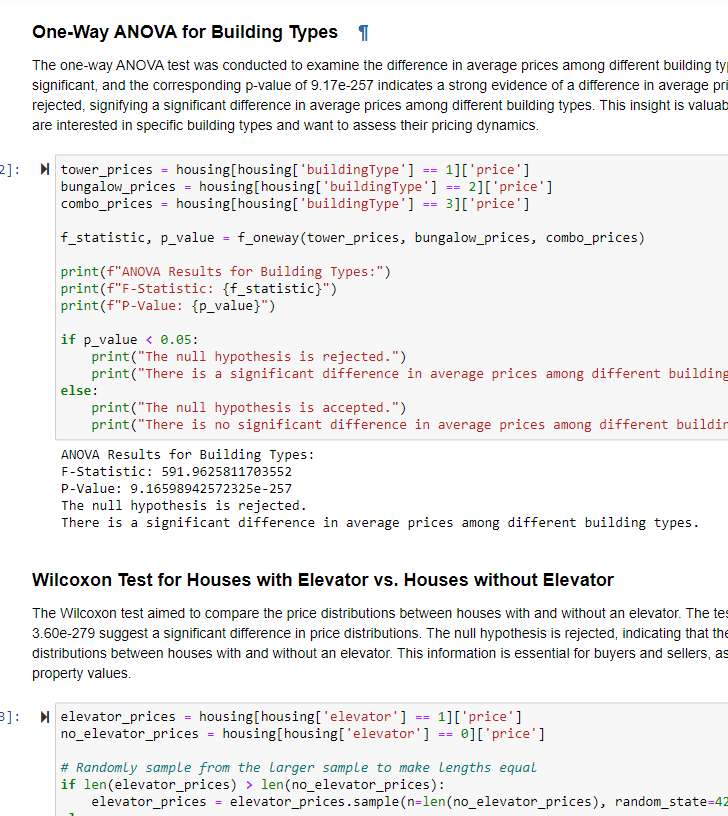 One-Way ANOVA for Building Types ¶
The one-way ANOVA test was conducted to examine the difference in average prices among different building ty
significant, and the corresponding p-value of 9.17e-257 indicates a strong evidence of a difference in average pri
rejected, signifying a significant difference in average prices among different building types. This insight is valuab
are interested in specific building types and want to assess their pricing dynamics.
2]:
tower_prices = housing[housing['buildingType'] == 1]['price']
bungalow_prices = housing[housing['buildingType'] == 2]['price']
combo_prices = housing[housing['buildingType'] == 3]['price']
f_statistic, p_value = f_oneway(tower_prices, bungalow_prices, combo_prices)
print(f"ANOVA Results for Building Types:")
print(f"F-Statistic: {f_statistic}")
print(f"P-Value: {p_value}")
if p_value < 0.05:
    print("The null hypothesis is rejected.")
    print("There is a significant difference in average prices among different building
else:
    print("The null hypothesis is accepted.")
    print("There is no significant difference in average prices among different buildin
ANOVA Results for Building Types:
F-Statistic: 591.9625811703552
P-Value: 9.16598942572325e-257
The null hypothesis is rejected.
There is a significant difference in average prices among different building types.
Wilcoxon Test for Houses with Elevator vs. Houses without Elevator
The Wilcoxon test aimed to compare the price distributions between houses with and without an elevator. The tes
3.60e-279 suggest a significant difference in price distributions. The null hypothesis is rejected, indicating that the
distributions between houses with and without an elevator. This information is essential for buyers and sellers, as
property values.
3]:
elevator_prices = housing[housing['elevator'] == 1]['price']
no_elevator_prices = housing[housing['elevator'] == 0]['price']
# Randomly sample from the larger sample to make lengths equal
if len(elevator_prices) > len(no_elevator_prices):
    elevator_prices = elevator_prices.sample(n=len(no_elevator_prices), random_state=42